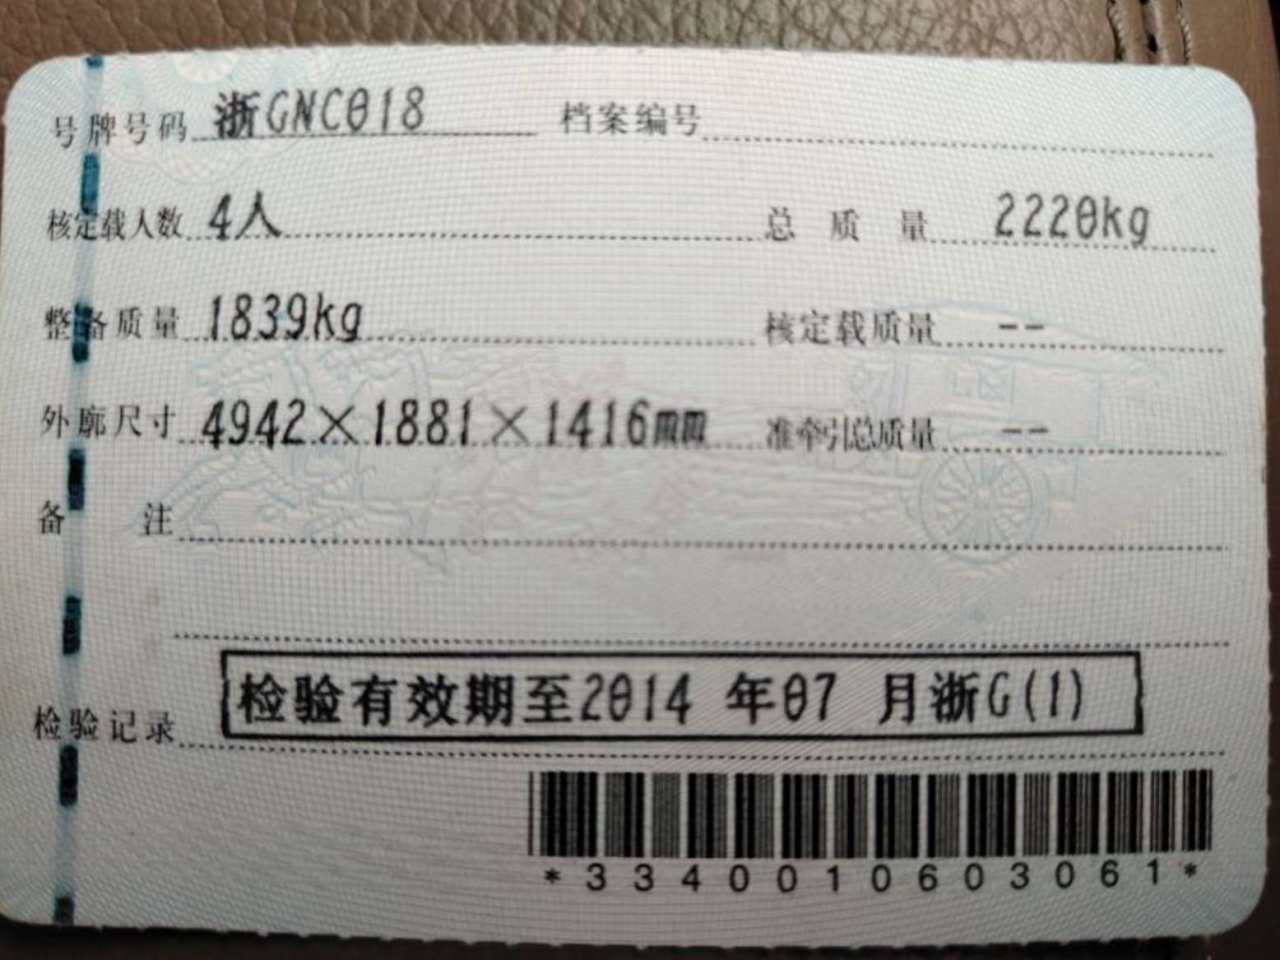 号牌号码 浙GNC018 档案编号
核定载人数 4人 总质量 2220kg
整备质量 1839kg 核定载质量 --
外廓尺寸 4942×1881×1416mm 准牵引总质量 --
备注
检验记录 检验有效期至2014 年07 月浙G(1)
*3340010603061*